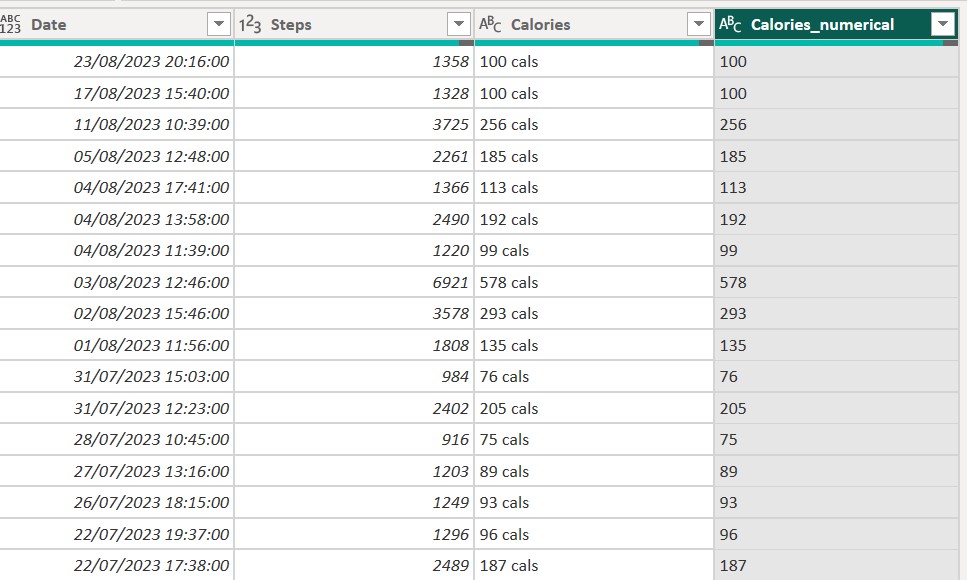 ABC 123 Date 1²3 Steps ABC Calories ABC Calories_numerical
23/08/2023 20:16:00 1358 100 cals 100
17/08/2023 15:40:00 1328 100 cals 100
11/08/2023 10:39:00 3725 256 cals 256
05/08/2023 12:48:00 2261 185 cals 185
04/08/2023 17:41:00 1366 113 cals 113
04/08/2023 13:58:00 2490 192 cals 192
04/08/2023 11:39:00 1220 99 cals 99
03/08/2023 12:46:00 6921 578 cals 578
02/08/2023 15:46:00 3578 293 cals 293
01/08/2023 11:56:00 1808 135 cals 135
31/07/2023 15:03:00 984 76 cals 76
31/07/2023 12:23:00 2402 205 cals 205
28/07/2023 10:45:00 916 75 cals 75
27/07/2023 13:16:00 1203 89 cals 89
26/07/2023 18:15:00 1249 93 cals 93
22/07/2023 19:37:00 1296 96 cals 96
22/07/2023 17:38:00 2489 187 cals 187